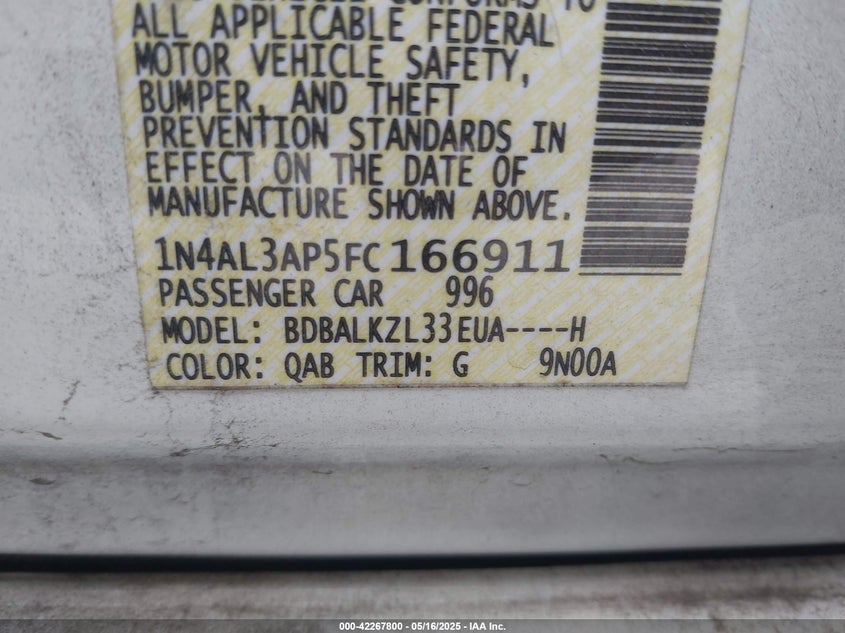 ALL APPLICABLE FEDERAL
MOTOR VEHICLE SAFETY,
BUMPER, AND THEFT
PREVENTION STANDARDS IN
EFFECT ON THE DATE OF
MANUFACTURE SHOWN ABOVE.
1N4AL3AP5FC166911
PASSENGER CAR 996
MODEL: BDBALKZL33EUA----H
COLOR: QAB TRIM: G 9N00A
000-42267800 - 05/16/2025 - IAA Inc.